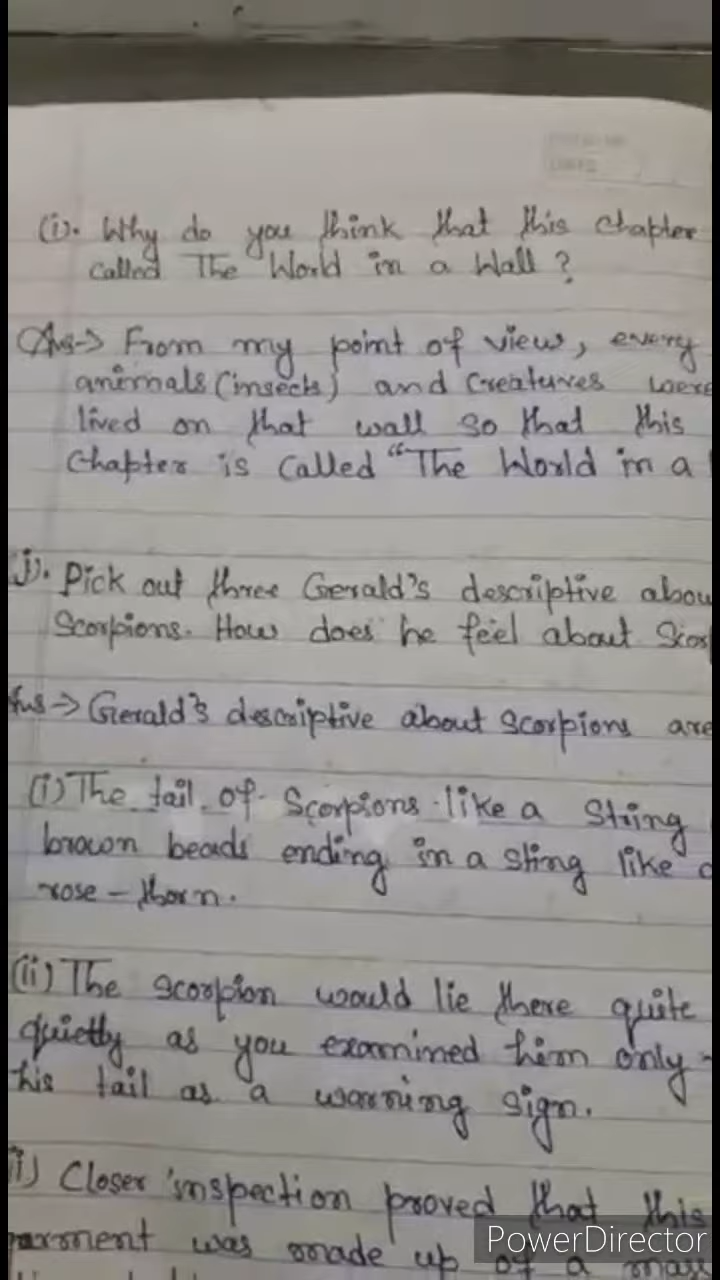 (i). Why do you think that this chapter
called The World in a Wall ?
Ans-> From my point of view, every
animals (insects) and creatures were
lived on that wall so that this
Chapter is called "The World in a
j). Pick out three Gerald's descriptive
Scorpions. How does he feel about
-> Gerald's descriptive about scorpions are
(i) The tail of Scorpions like a String
brown beads ending in a sting like
rose - thorn.
(ii) The scorpion would lie there quite
quietly as you examined him only
his tail as a warning sign.
Closer inspection proved that this
was made up of a
PowerDirector